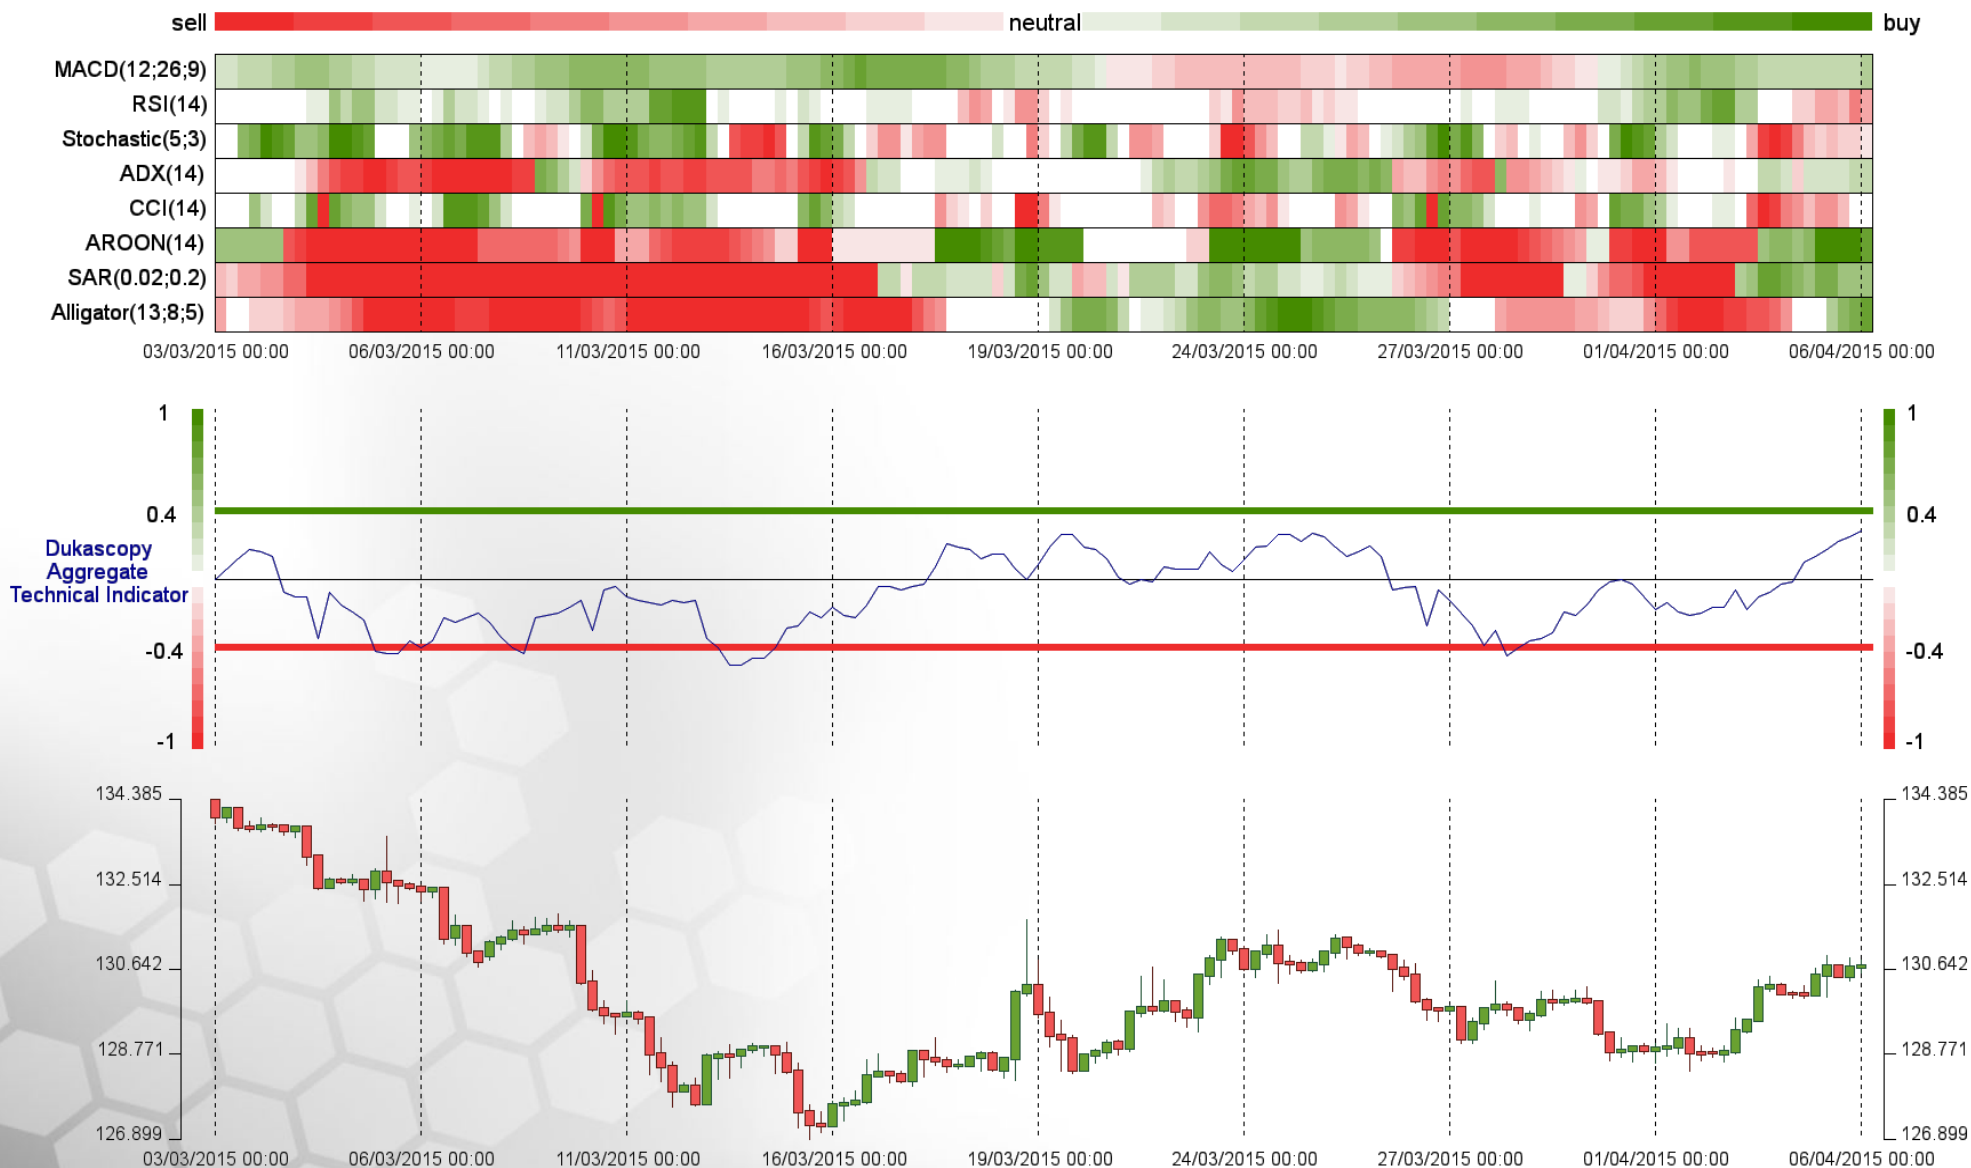 sell neutral buy
MACD(12;26;9)
RSI(14)
Stochastic(5;3)
ADX(14)
CCI(14)
AROON(14)
SAR(0.02;0.2)
Alligator(13;8;5)
03/03/2015 00:00 06/03/2015 00:00 11/03/2015 00:00 16/03/2015 00:00 19/03/2015 00:00 24/03/2015 00:00 27/03/2015 00:00 01/04/2015 00:00 06/04/2015 00:00
1 1
0.4 0.4
Dukascopy
Aggregate
Technical Indicator
-0.4 -0.4
-1 -1
134.385 134.385
132.514 132.514
130.642 130.642
128.771 128.771
126.899 126.899
03/03/2015 00:00 06/03/2015 00:00 11/03/2015 00:00 16/03/2015 00:00 19/03/2015 00:00 24/03/2015 00:00 27/03/2015 00:00 01/04/2015 00:00 06/04/2015 00:00